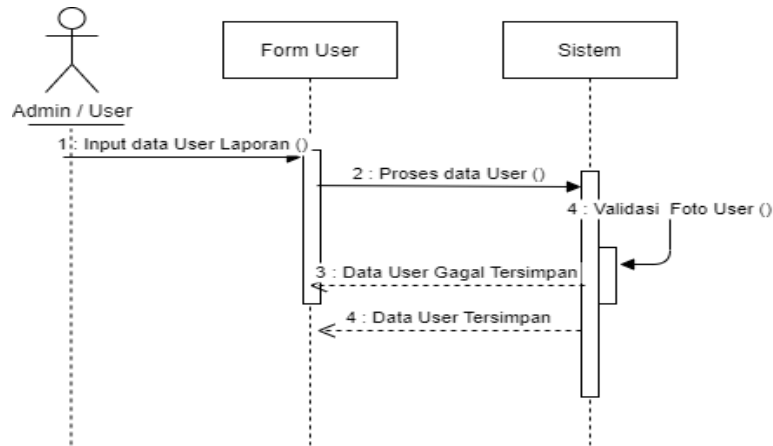 Form User
Sistem
Admin / User
1 : Input data User Laporan ()
2 : Proses data User ()
4 : Validasi Foto User ()
3 : Data User Gagal Tersimpan
4 : Data User Tersimpan